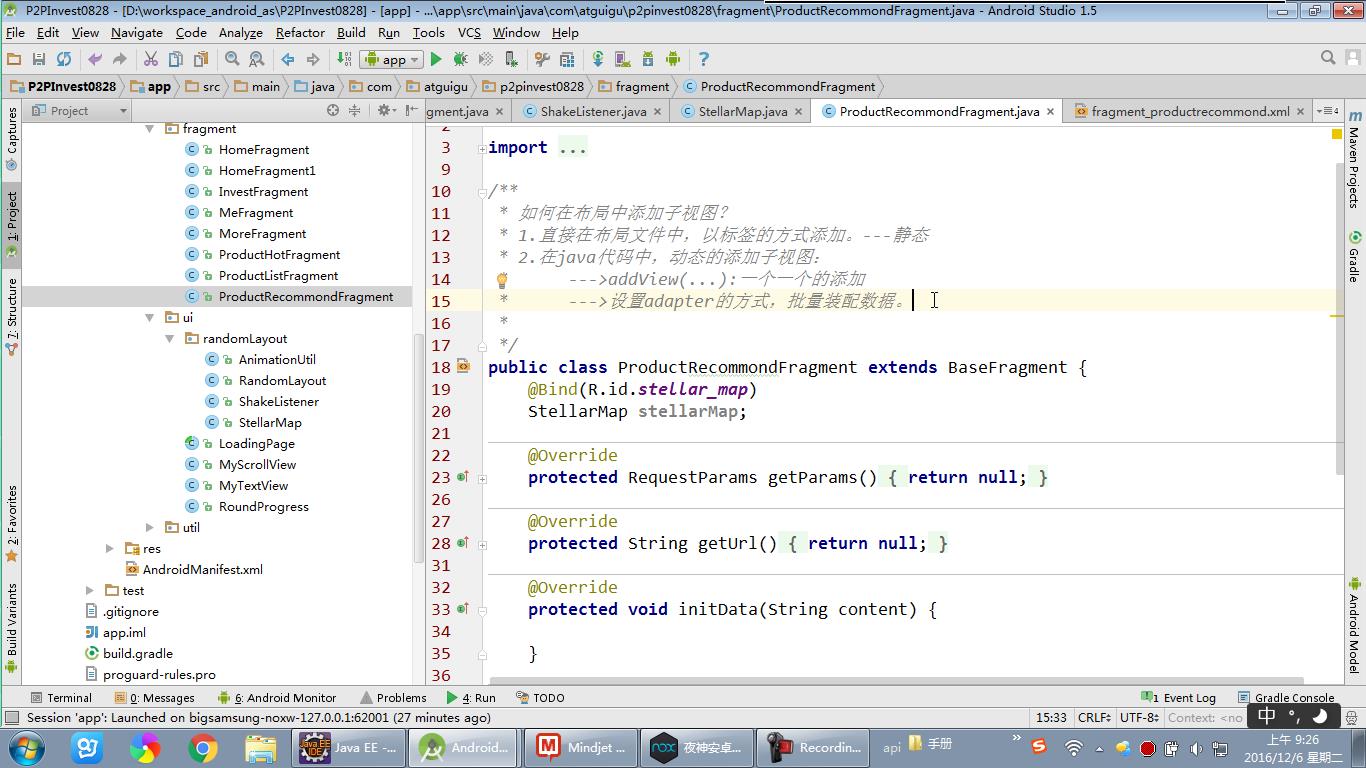 P2PInvest0828 - [D:\workspace_android_as\P2PInvest0828] - [app] - ...\app\src\main\java\com\atguigu\p2pinvest0828\fragment\ProductRecommondFragment.java - Android Studio 1.5
File Edit View Navigate Code Analyze Refactor Build Run Tools VCS Window Help
app
P2PInvest0828 app src main java com atguigu p2pinvest0828 fragment ProductRecommondFragment
Project
gment.java ShakeListener.java StellarMap.java ProductRecommondFragment.java fragment_productrecommond.xml
Captures
1: Project
7: Structure
2: Favorites
Build Variants
fragment
HomeFragment
HomeFragment1
InvestFragment
MeFragment
MoreFragment
ProductHotFragment
ProductListFragment
ProductRecommondFragment
ui
randomLayout
AnimationUtil
RandomLayout
ShakeListener
StellarMap
LoadingPage
MyScrollView
MyTextView
RoundProgress
util
res
AndroidManifest.xml
test
.gitignore
app.iml
build.gradle
proguard-rules.pro
2
3 import ...
9
10 /**
11 * 如何在布局中添加子视图?
12 * 1.直接在布局文件中，以标签的方式添加。---静态
13 * 2.在java代码中，动态的添加子视图：
14 --->addView(...):一个一个的添加
15 * --->设置adapter的方式，批量装配数据。
16 *
17 */
18 public class ProductRecommondFragment extends BaseFragment {
19 @Bind(R.id.stellar_map)
20 StellarMap stellarMap;
21
22 @Override
23 protected RequestParams getParams() { return null; }
26
27 @Override
28 protected String getUrl() { return null; }
31
32 @Override
33 protected void initData(String content) {
34
35 }
36
Maven Projects
Gradle
Android Model
Terminal 0: Messages 6: Android Monitor Problems 4: Run TODO 1 Event Log Gradle Console
Session 'app': Launched on bigsamsung-noxw-127.0.0.1:62001 (27 minutes ago) 15:33 CRLF UTF-8 Context: <no
中
Java EE -... Android... Mindjet ... 夜神安卓... Recordin... api 手册
上午 9:26
2016/12/6 星期二